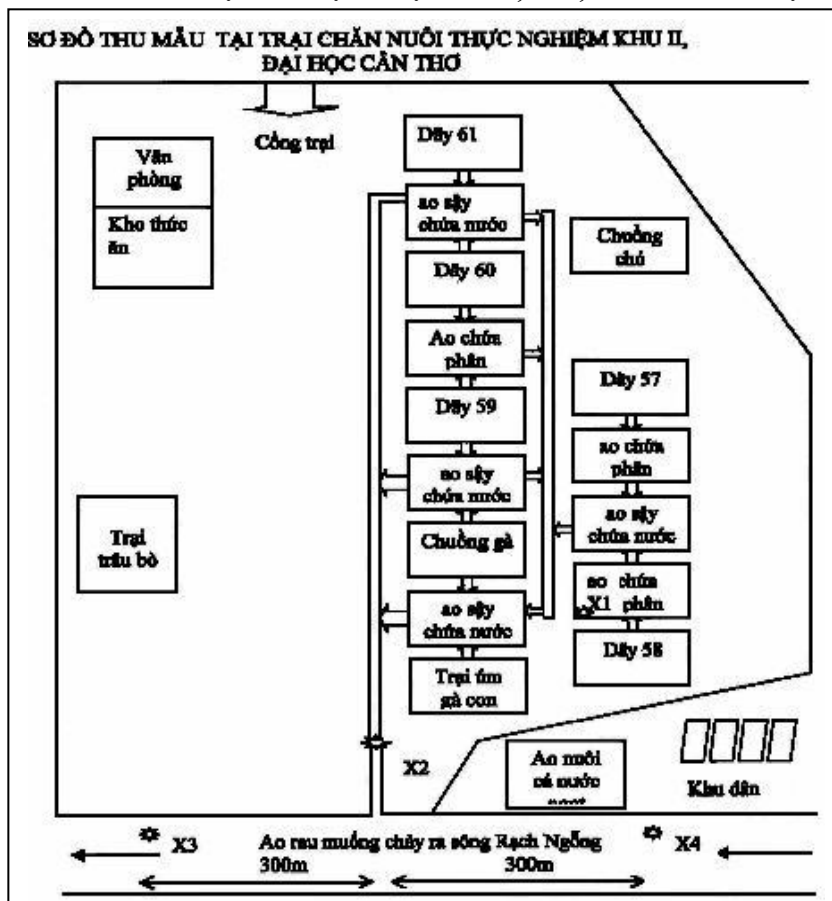 SƠ ĐỒ THU MẪU TẠI TRẠI CHĂN NUÔI THỰC NGHIỆM KHU II,
ĐẠI HỌC CẦN THƠ
Cổng trại
Văn
phòng
Kho thức
ăn
Dãy 61
ao sậy
chứa nước
Chuồng
chó
Dãy 60
Ao chứa
phân
Dãy 57
Dãy 59
ao chứa
phân
ao sậy
chứa nước
ao sậy
chứa nước
Trại
trâu bò
Chuồng gà
ao chứa
X1 phân
ao sậy
chứa nước
Dãy 58
Trại úm
gà con
X2
Ao nuôi
cá nước
Khu dân
X3
Ao rau muống chảy ra sông Rạch Ngỗng
X4
300m
300m